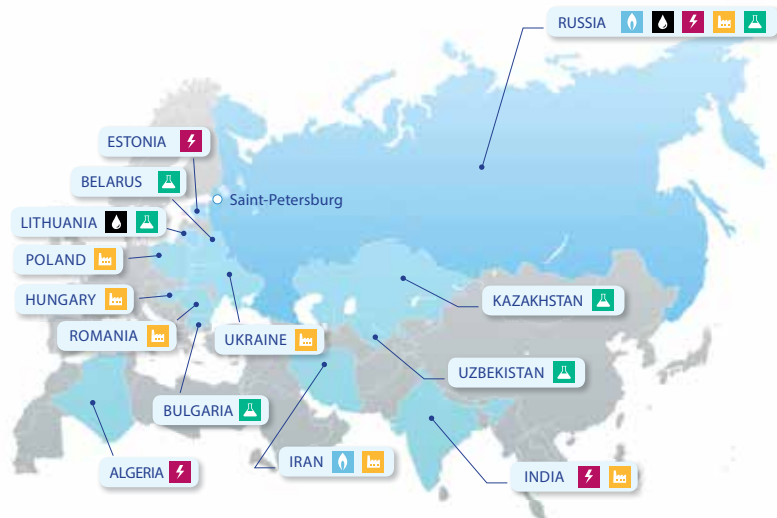 RUSSIA
ESTONIA
BELARUS
Saint-Petersburg
LITHUANIA
POLAND
HUNGARY
KAZAKHSTAN
ROMANIA
UKRAINE
UZBEKISTAN
BULGARIA
ALGERIA
IRAN
INDIA